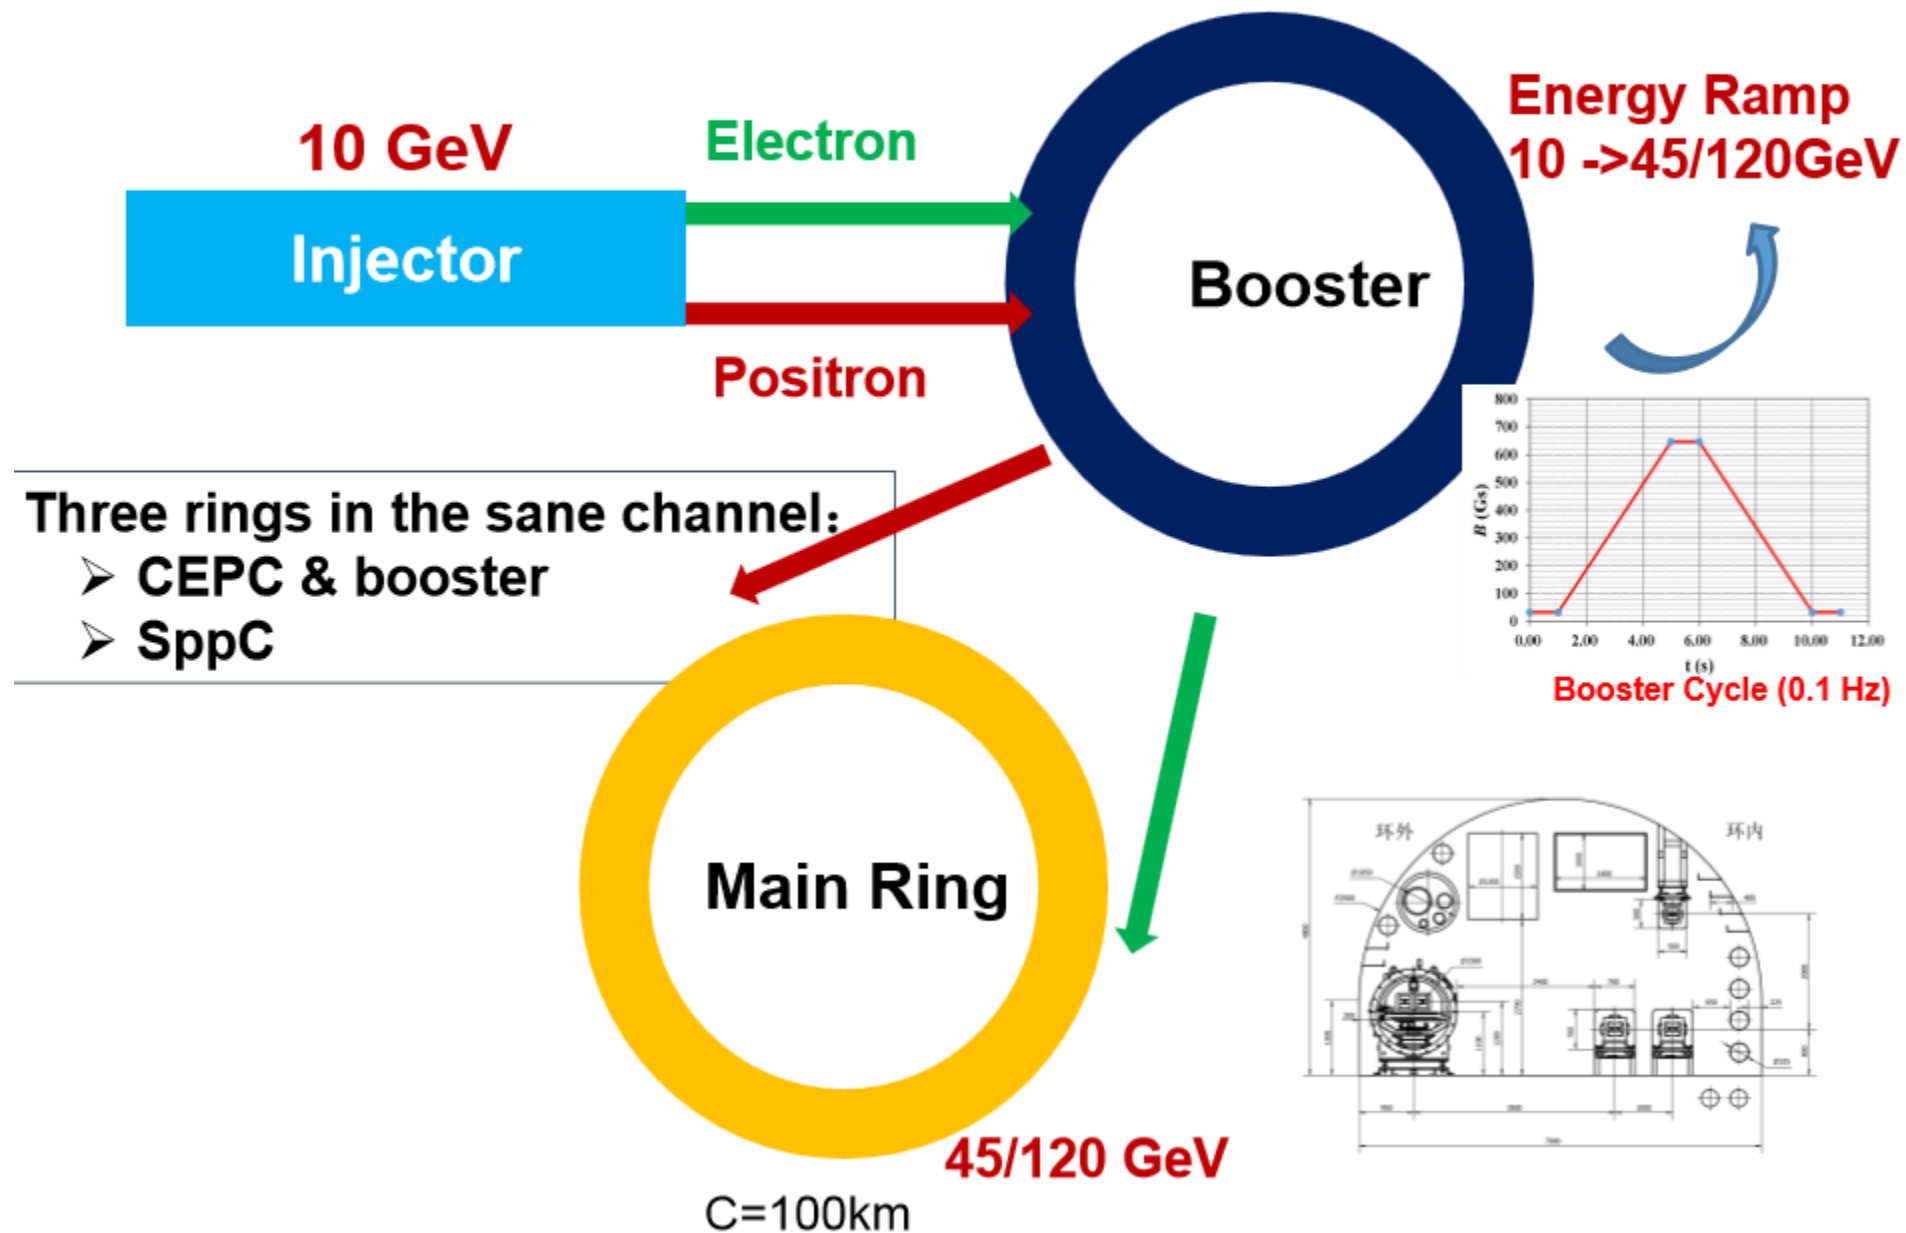 10 GeV
Injector
Electron
Positron
Booster
Energy Ramp
10 ->45/120GeV
Three rings in the sane channel:
➢ CEPC & booster
➢ SppC
800
700
600
500
400
300
200
100
0
B (Gs)
0.00 2.00 4.00 6.00 8.00 10.00 12.00
t (s)
Booster Cycle (0.1 Hz)
Main Ring
45/120 GeV
C=100km
环外
环内